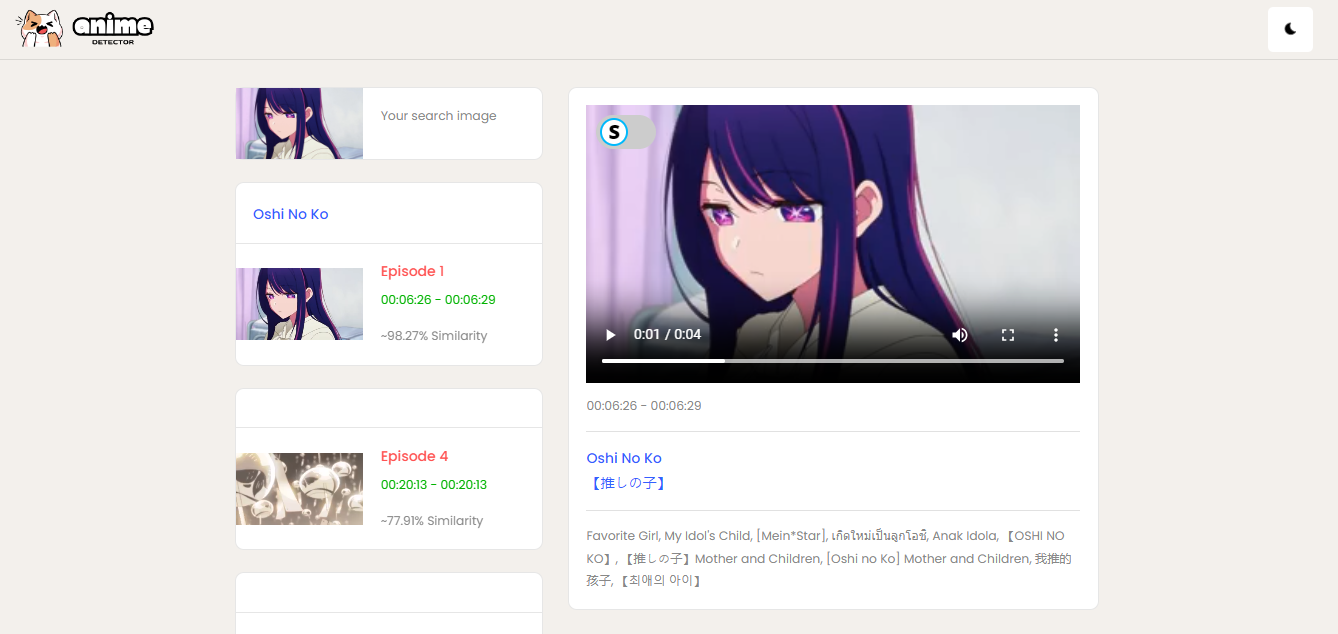 anime
DETECTOR
Your search image
Oshi No Ko
Episode 1
00:06:26 - 00:06:29
~98.27% Similarity
Episode 4
00:20:13 - 00:20:13
~77.91% Similarity
S
0:01 / 0:04
00:06:26 - 00:06:29
Oshi No Ko
【推しの子】
Favorite Girl, My Idol's Child, [Mein*Star], เกิดใหม่เป็นลูกโอชิ, Anak Idola, 【OSHI NO
KO】, 【推しの子】Mother and Children, [Oshi no Ko] Mother and Children, 我推的
孩子, 【최애의 아이】